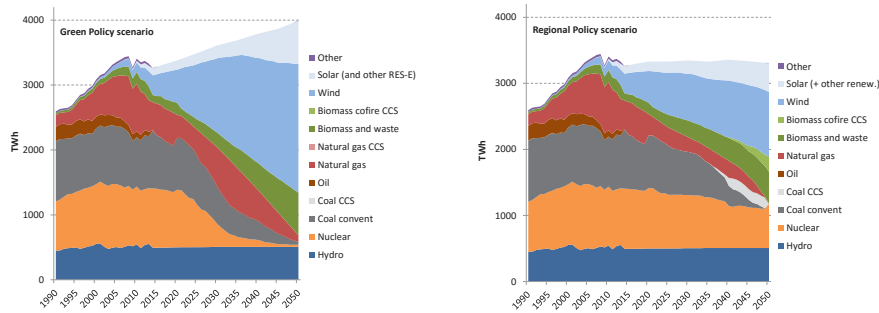 Green Policy scenario
TWh
4000
3000
2000
1000
0
1990
1995
2000
2005
2010
2015
2020
2025
2030
2035
2040
2045
2050
Other
Solar (and other RES-E)
Wind
Biomass cofire CCS
Biomass and waste
Natural gas CCS
Natural gas
Oil
Coal CCS
Coal convent
Nuclear
Hydro
Regional Policy scenario
TWh
4000
3000
2000
1000
0
1990
1995
2000
2005
2010
2015
2020
2025
2030
2035
2040
2045
2050
Other
Solar (+ other renew.)
Wind
Biomass cofire CCS
Biomass and waste
Natural gas
Oil
Coal CCS
Coal convent
Nuclear
Hydro